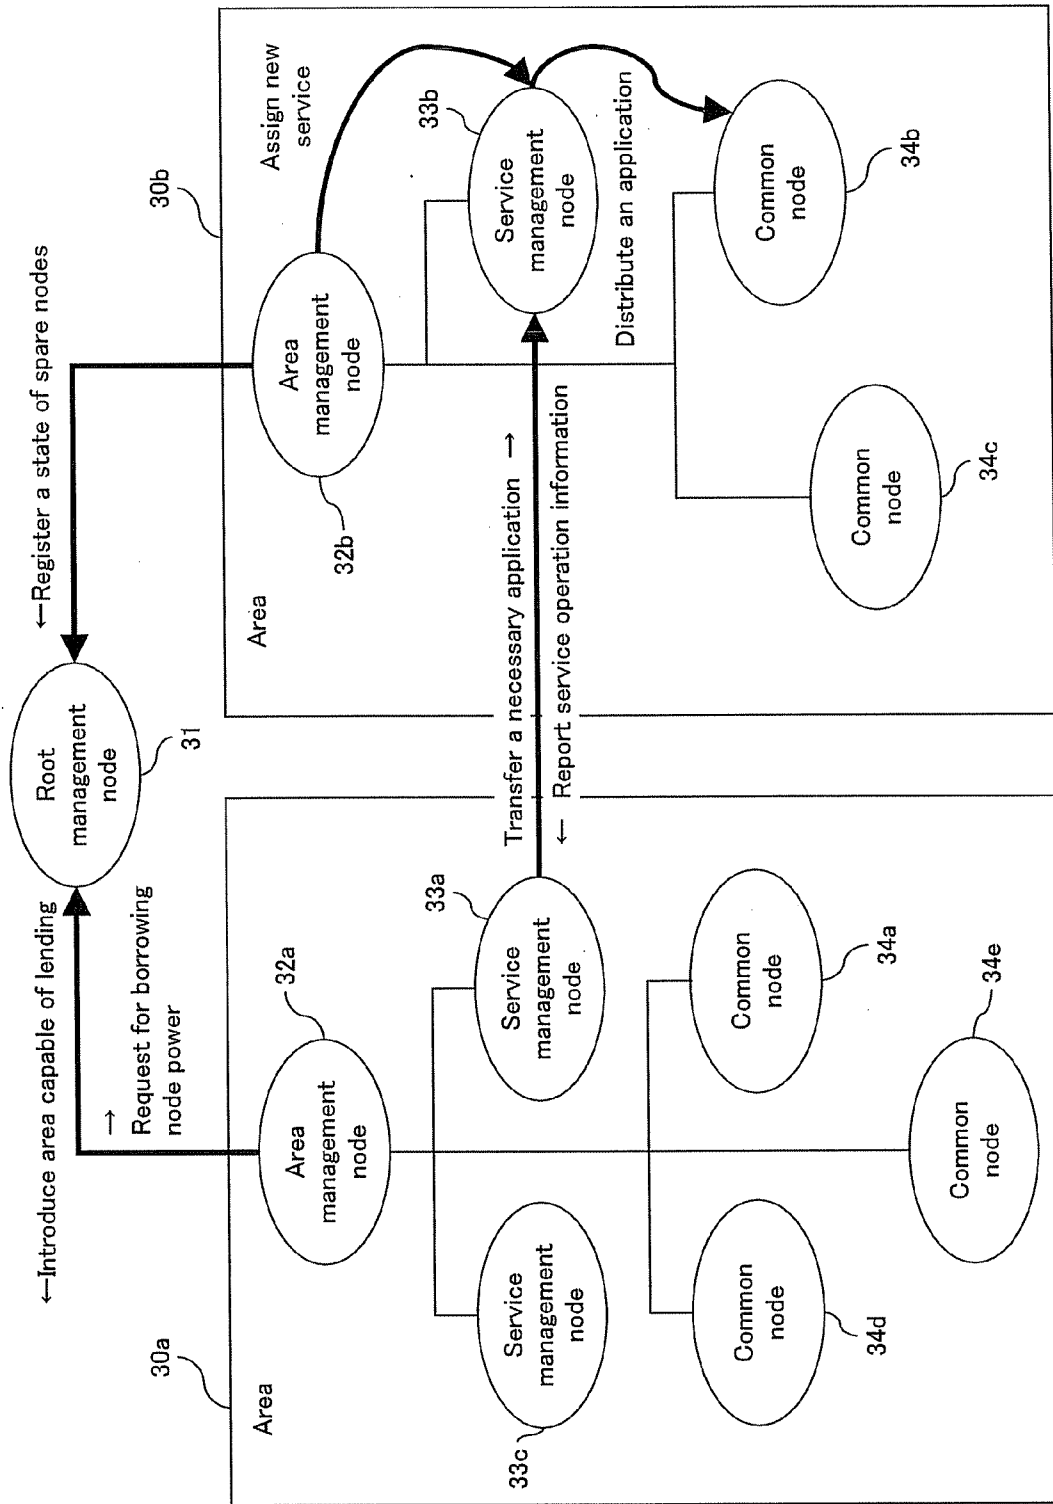 ←Introduce area capable of lending
→
Request for borrowing
node power
Root
management
node
31
←Register a state of spare nodes
30a
Area
Area
management
node
32a
Service
management
node
33c
Service
management
node
33a
Common
node
34d
Common
node
34a
Common
node
34e
Transfer a necessary application →
← Report service operation information
30b
Area
Area
management
node
32b
Assign new
service
Service
management
node
33b
Distribute an application
Common
node
34b
Common
node
34c